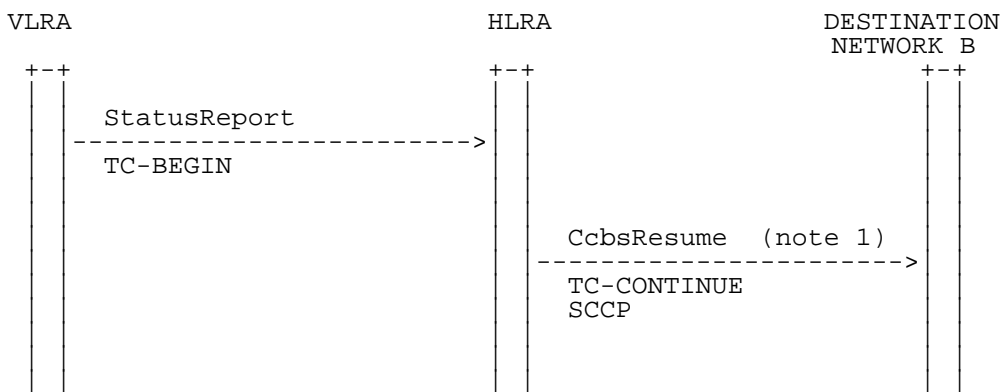 VLRA HLRA DESTINATION
NETWORK B
StatusReport
TC-BEGIN
CcbsResume (note 1)
TC-CONTINUE
SCCP